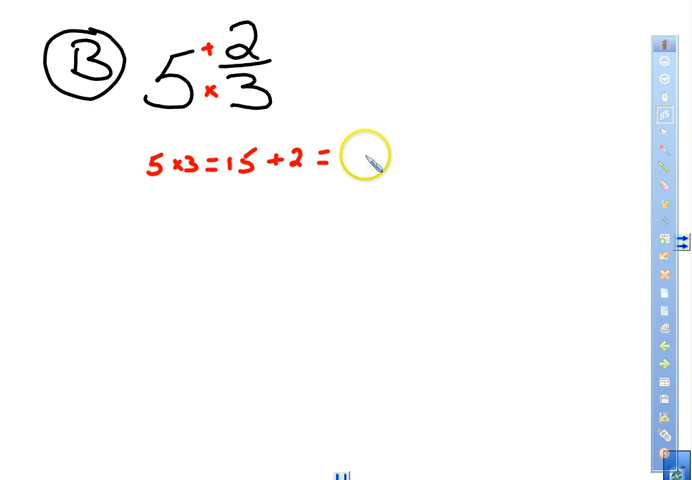 B 5 + 2/3
×
5 × 3 = 15 + 2 =